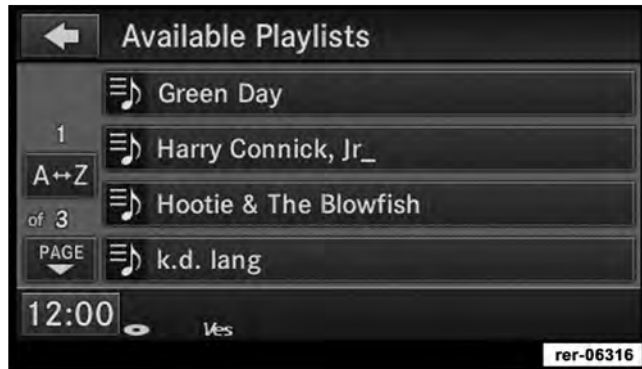 Available Playlists
Green Day
1
Harry Connick, Jr_
A↔Z
Hootie & The Blowfish
of 3
PAGE
k.d. lang
12:00
Ves
rer-06316